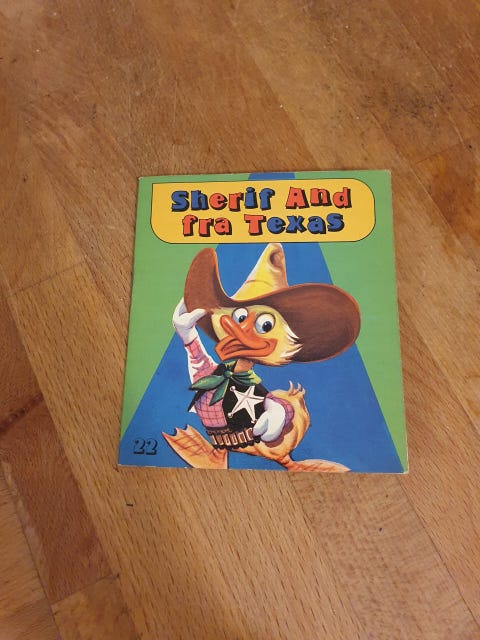 Sherif And
fra Texas
22